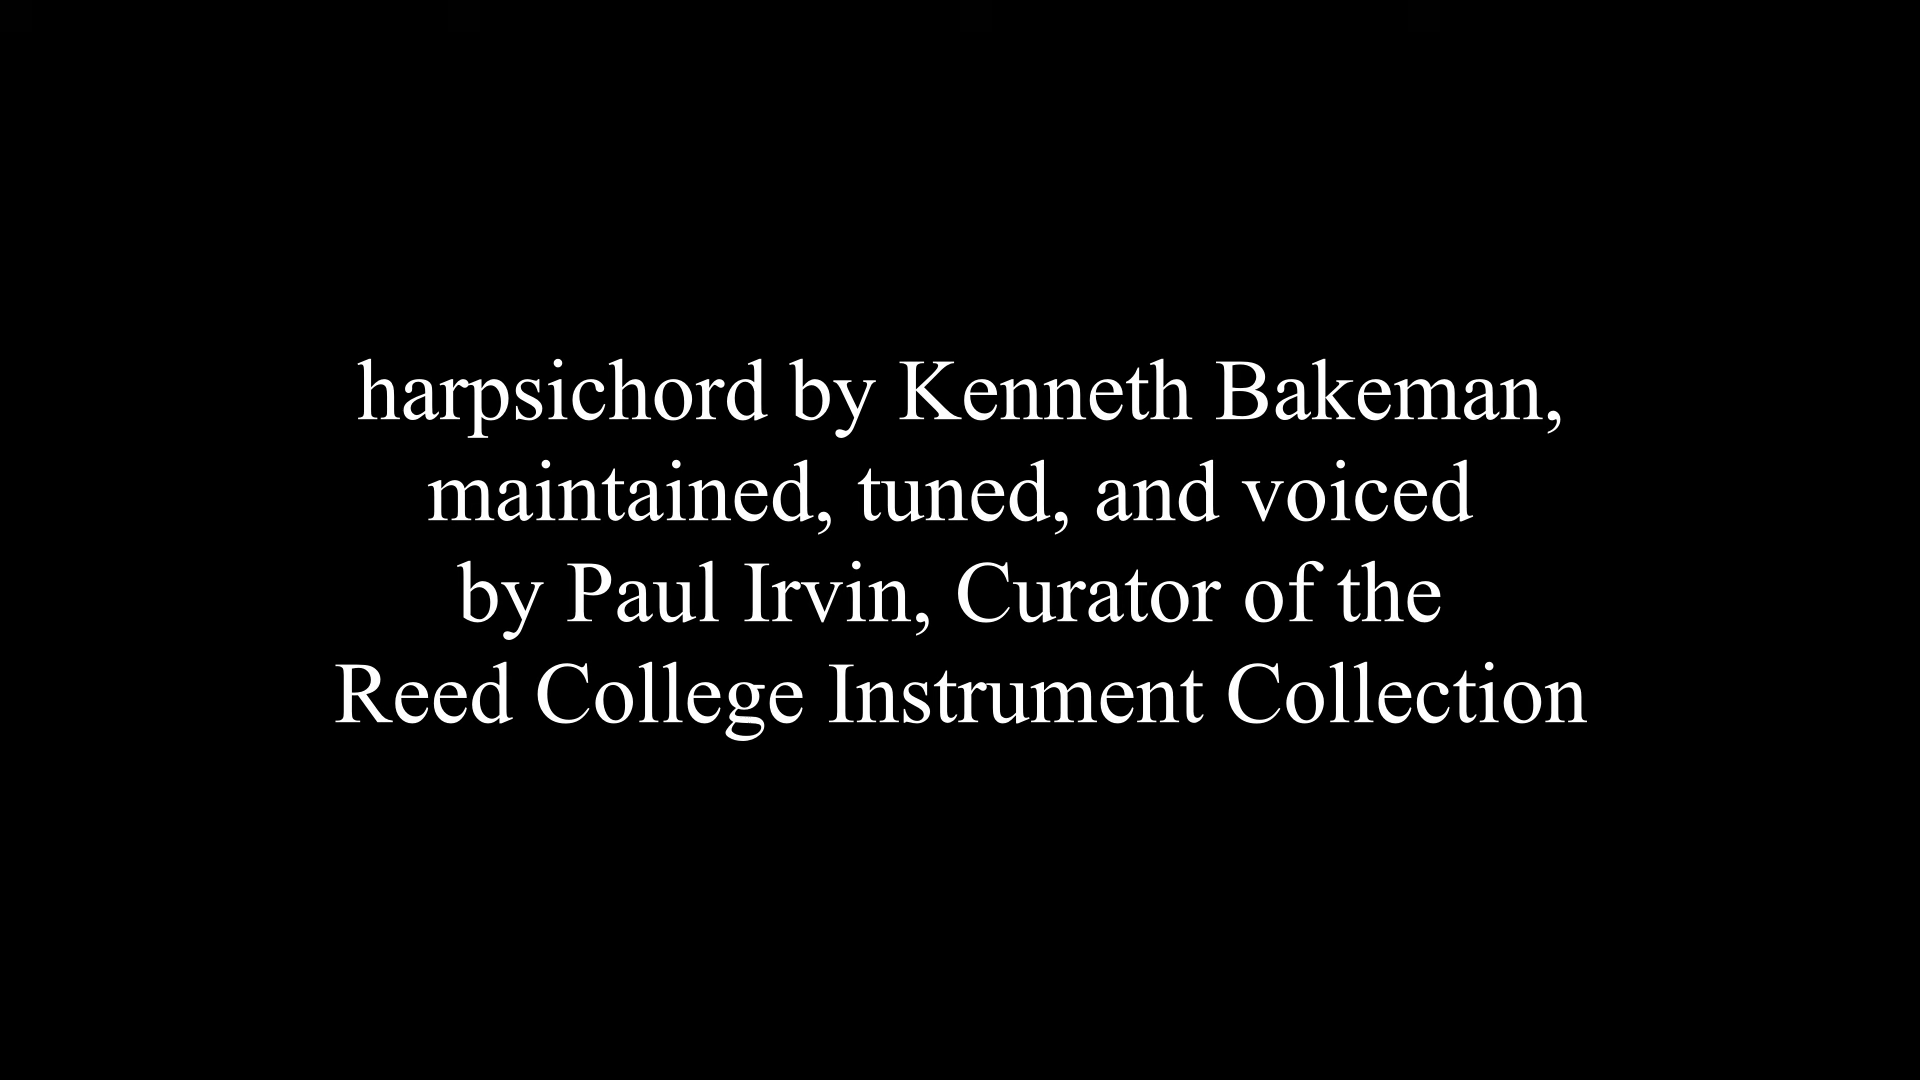 harpsichord by Kenneth Bakeman,
maintained, tuned, and voiced
by Paul Irvin, Curator of the
Reed College Instrument Collection